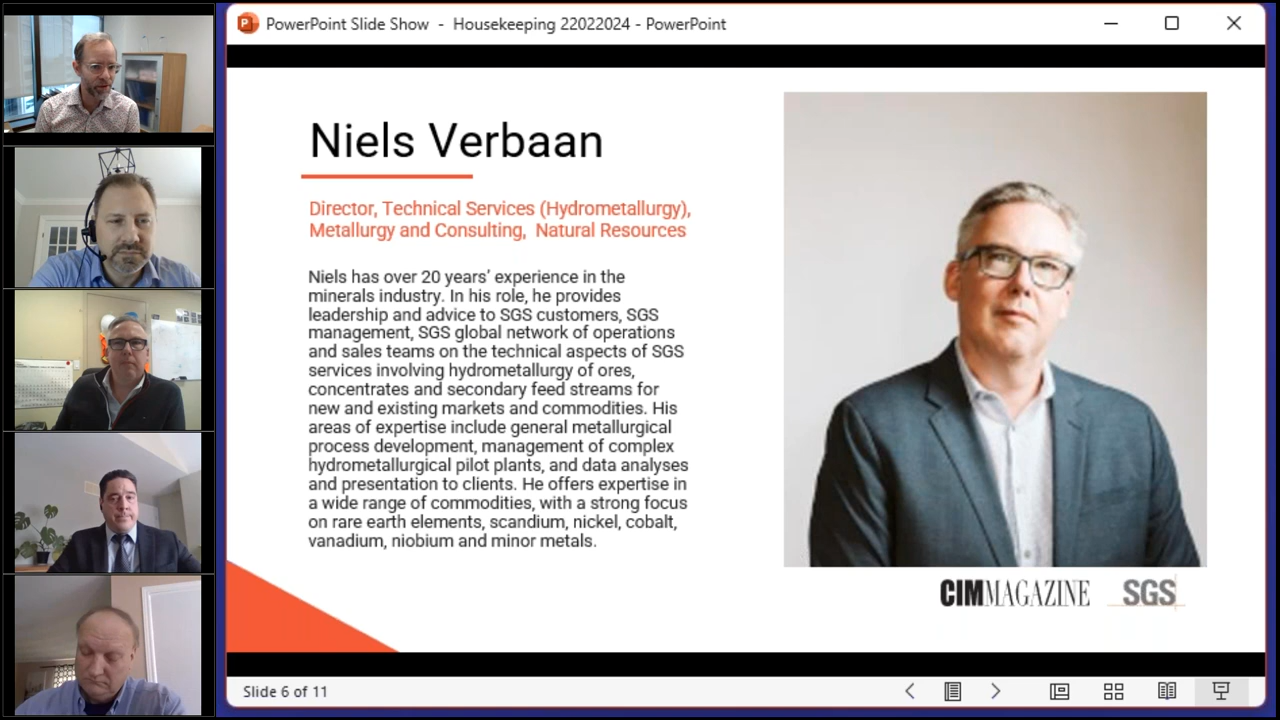 PowerPoint Slide Show - Housekeeping 22022024 - PowerPoint
Niels Verbaan
Director, Technical Services (Hydrometallurgy),
Metallurgy and Consulting, Natural Resources
Niels has over 20 years' experience in the
minerals industry. In his role, he provides
leadership and advice to SGS customers, SGS
management, SGS global network of operations
and sales teams on the technical aspects of SGS
services involving hydrometallurgy of ores,
concentrates and secondary feed streams for
new and existing markets and commodities. His
areas of expertise include general metallurgical
process development, management of complex
hydrometallurgical pilot plants, and data analyses
and presentation to clients. He offers expertise in
a wide range of commodities, with a strong focus
on rare earth elements, scandium, nickel, cobalt,
vanadium, niobium and minor metals.
CIMMAGAZINE SGS
Slide 6 of 11